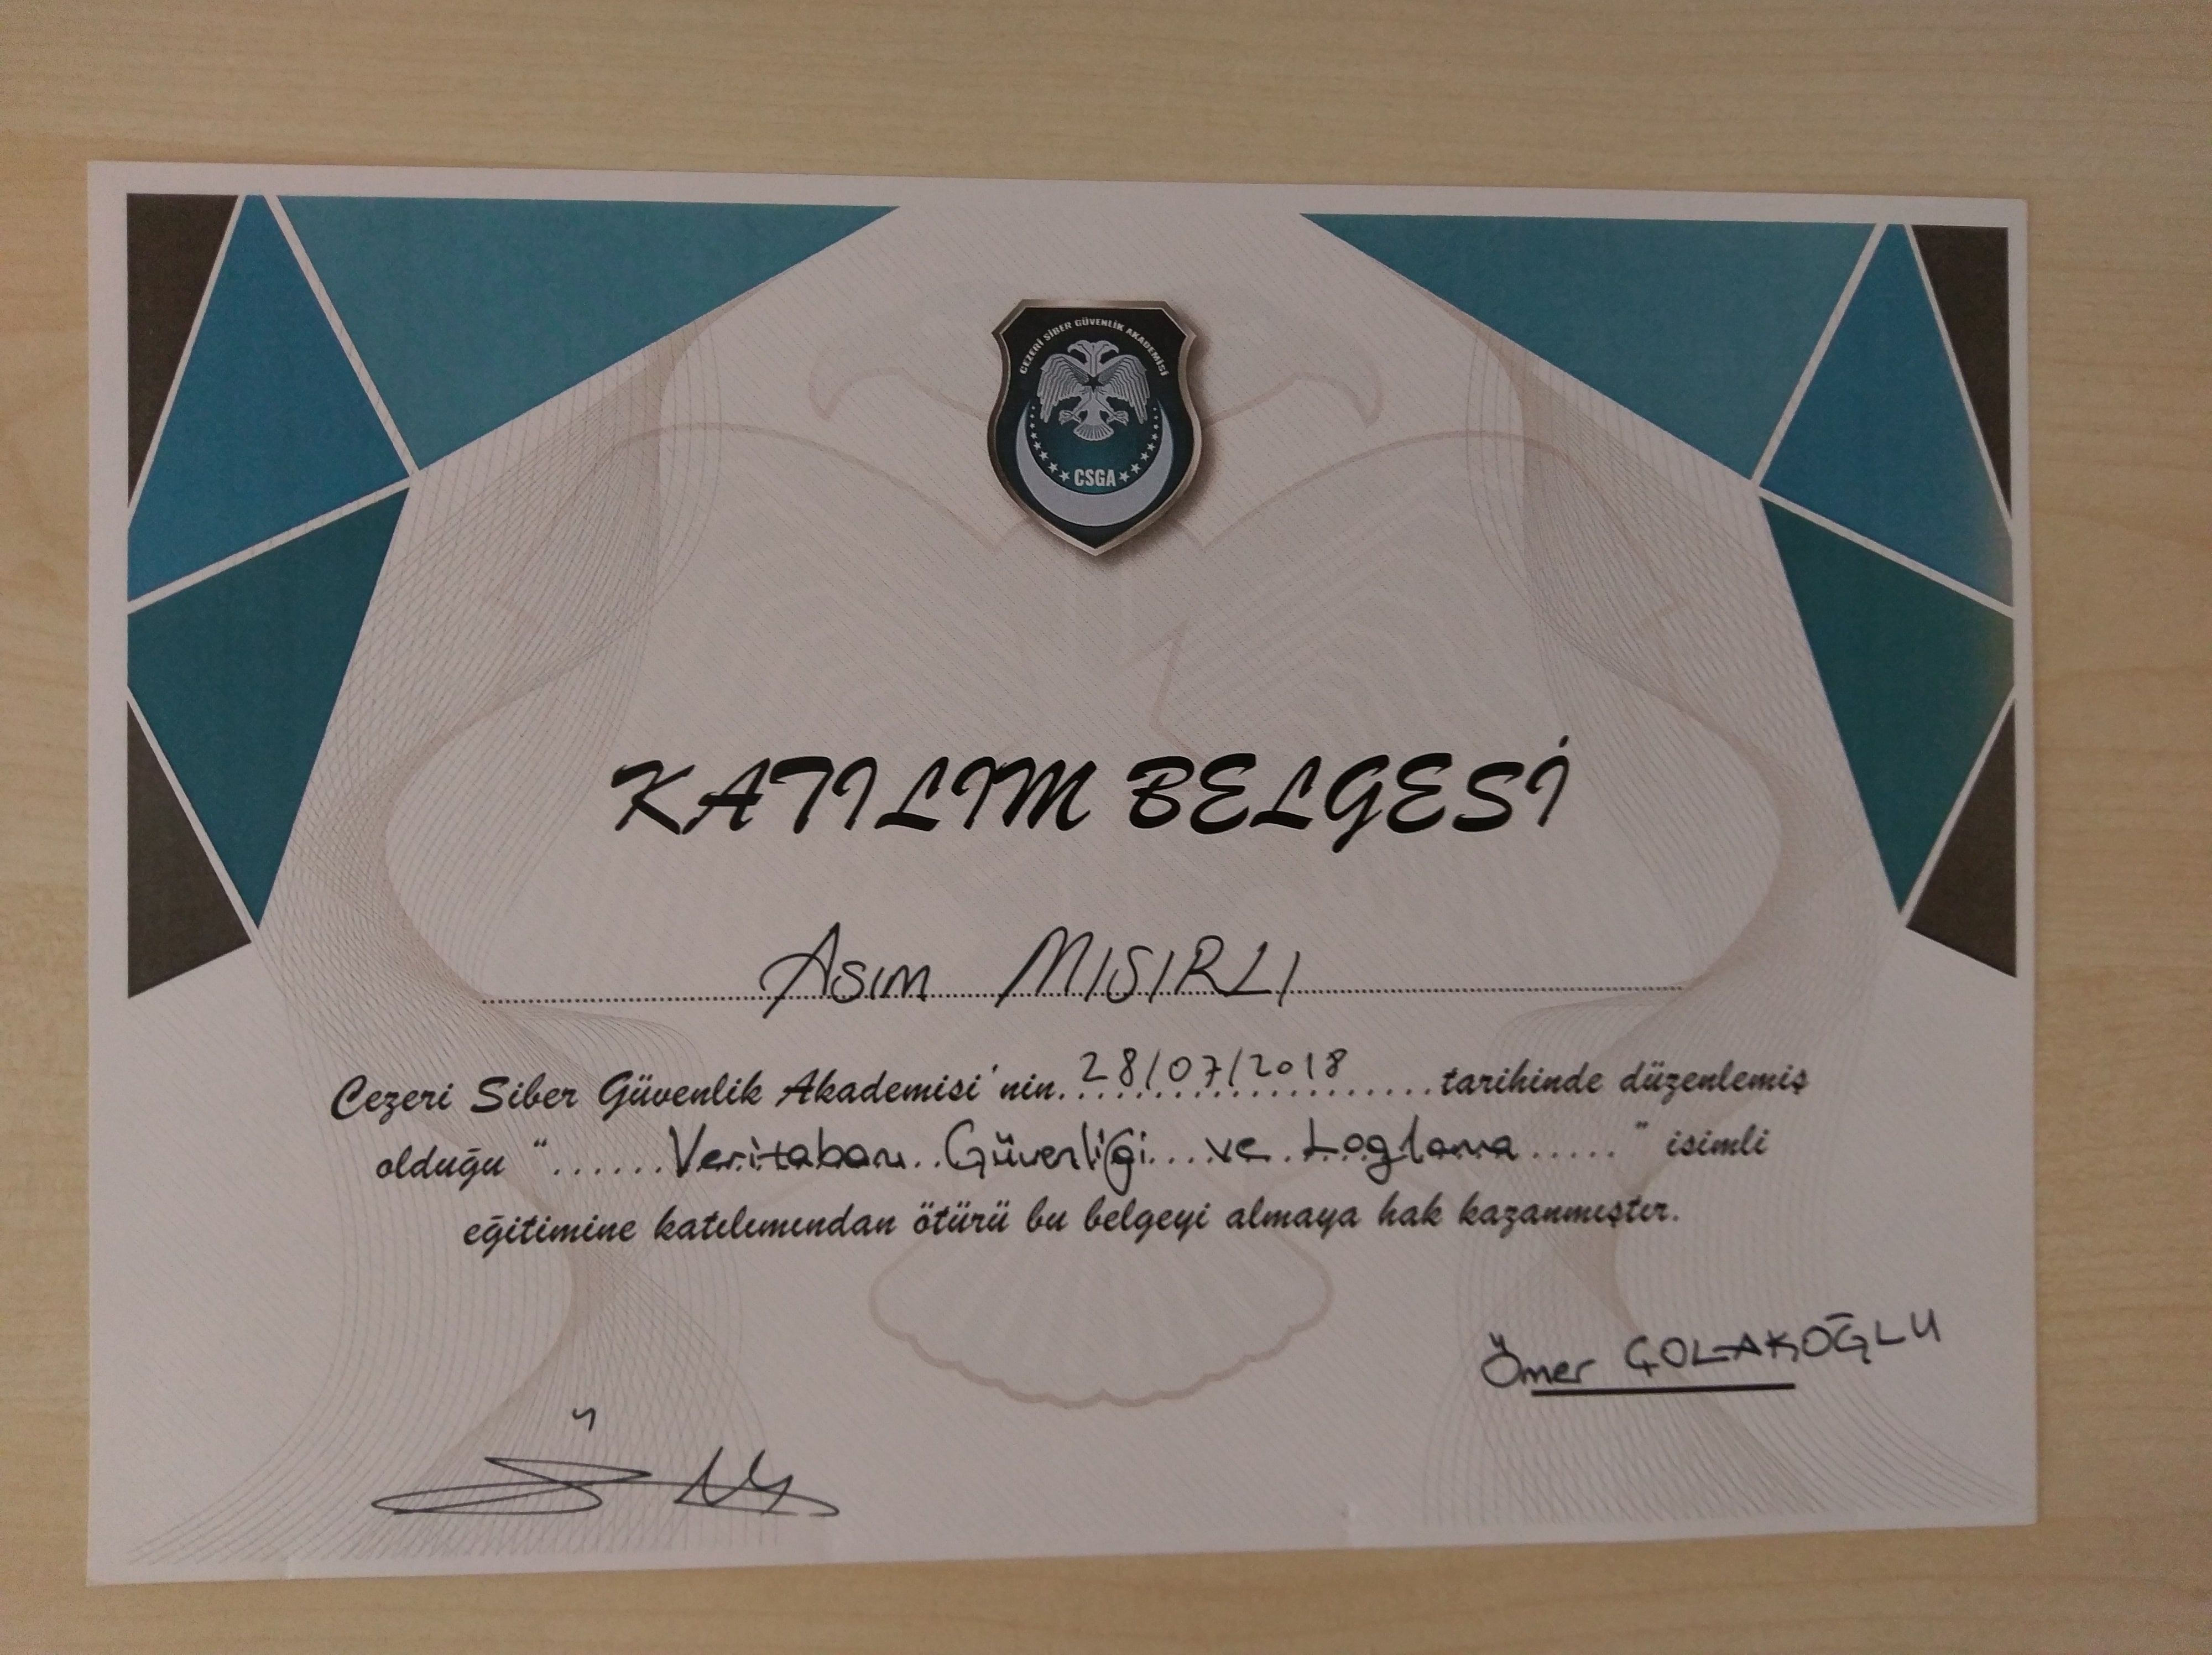 CEZERİ SİBER GÜVENLİK AKADEMİSİ
CSGA
KATILIM BELGESİ
Asım MISIRLI
Cezeri Siber Güvenlik Akademisi'nin 28/07/2018 tarihinde düzenlemiş
olduğu "......Veritabanı Güvenliği ve Loglama....." isimli
eğitimine katılımından ötürü bu belgeyi almaya hak kazanmıştır.
Ömer ÇOLAKOĞLU